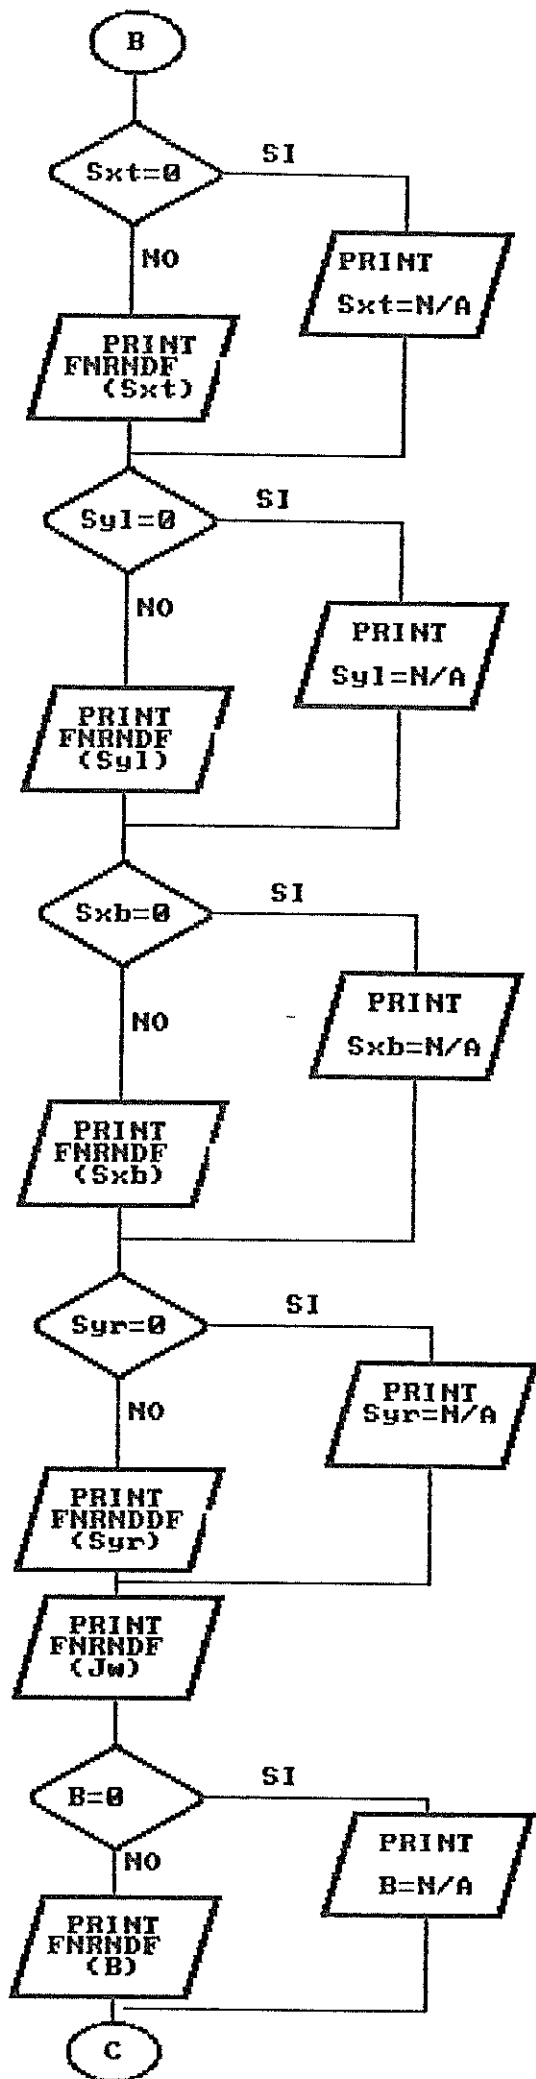 B
Sxt=0
SI
NO
PRINT
Sxt=N/A
PRINT
FNRNDF
(Sxt)
Syl=0
SI
NO
PRINT
Syl=N/A
PRINT
FNRNDF
(Syl)
Sxb=0
SI
NO
PRINT
Sxb=N/A
PRINT
FNRNDF
(Sxb)
Syr=0
SI
NO
PRINT
Syr=N/A
PRINT
FNRNDDF
(Syr)
PRINT
FNRNDF
(Jw)
B=0
SI
NO
PRINT
B=N/A
PRINT
FNRNDF
(B)
C